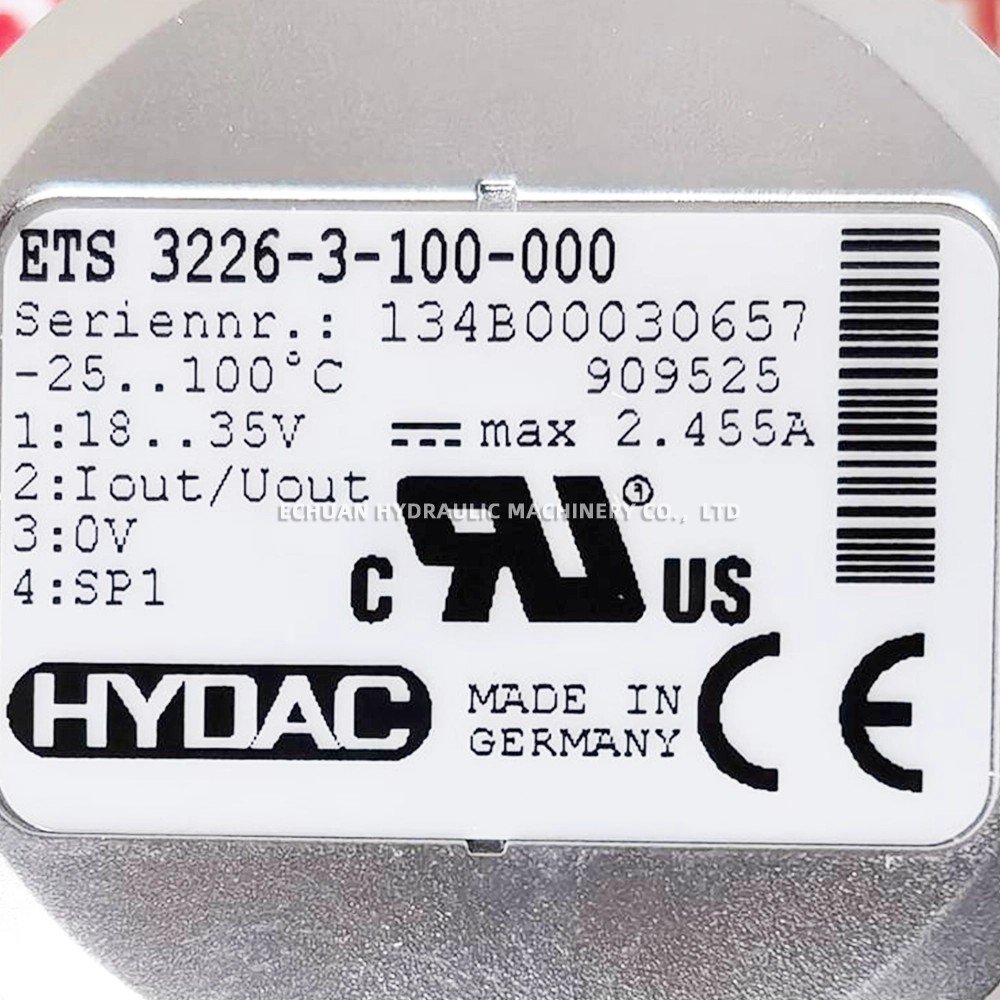 ETS 3226-3-100-000
Seriennr.: 134B00030657
-25..100°C 909525
1:18..35V ⎓ max 2.455A
2:Iout/Uout
3:0V
4:SP1
ECHUAN HYDRAULIC MACHINERY CO., LTD
C RU ® US
HYDAC
MADE IN
GERMANY
CE